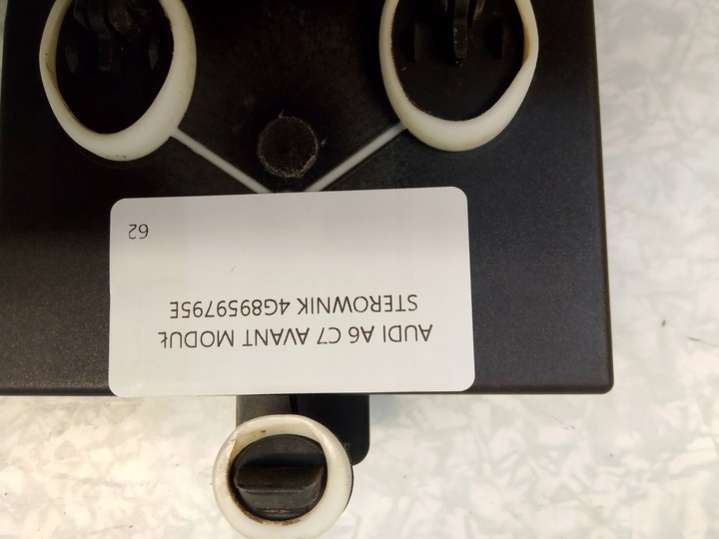 AUDI A6 C7 AVANT MODUŁ
STEROWNIK 4G8959795E
62